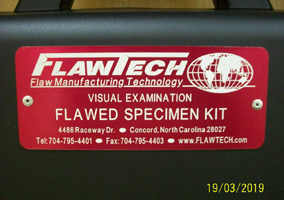 FLAWTECH
Flaw Manufacturing Technology
VISUAL EXAMINATION
FLAWED SPECIMEN KIT
4486 Raceway Dr. ● Concord, North Carolina 28027
Tel: 704-795-4401 ● Fax: 704-795-4403 ● www.FLAWTECH.com
19/03/2019